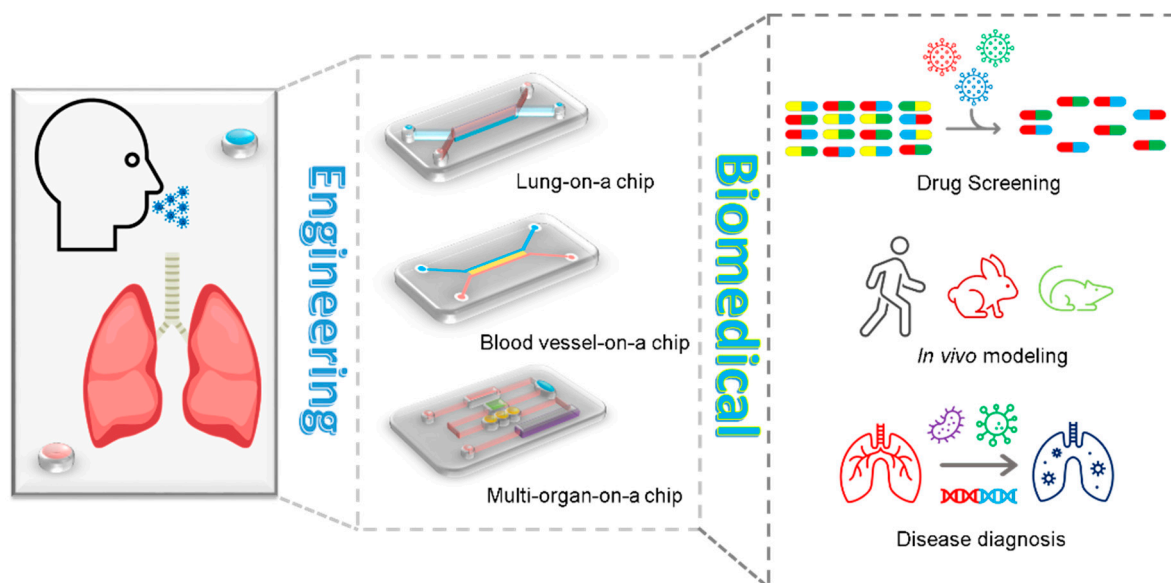 Engineering
Lung-on-a chip
Blood vessel-on-a chip
Multi-organ-on-a chip
Biomedical
Drug Screening
In vivo modeling
Disease diagnosis